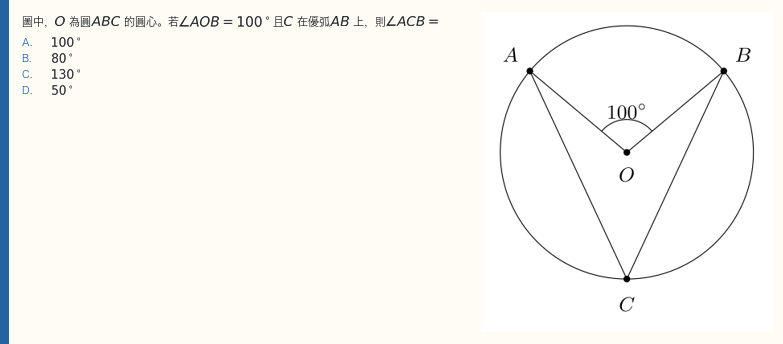 圖中，O 為圓ABC 的圓心。若∠AOB = 100° 且C 在優弧AB 上，則∠ACB =
A. 100°
B. 80°
C. 130°
D. 50°
A
B
100°
O
C